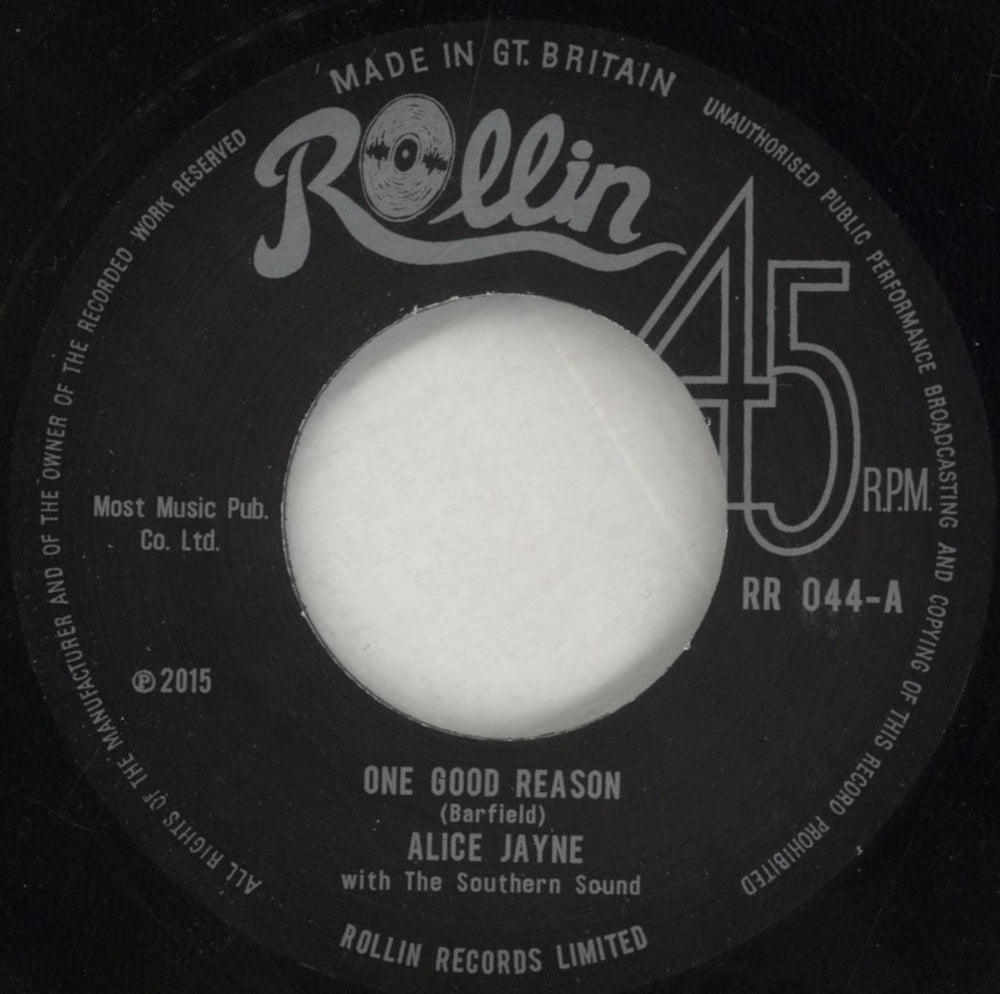 MADE IN GT. BRITAIN
Rollin
45
R.P.M.
RR 044-A
Most Music Pub.
Co. Ltd.
℗ 2015
ONE GOOD REASON
(Barfield)
ALICE JAYNE
with The Southern Sound
ROLLIN RECORDS LIMITED
ALL RIGHTS OF THE MANUFACTURER AND OF THE OWNER OF THE RECORDED WORK RESERVED
UNAUTHORISED PUBLIC PERFORMANCE BROADCASTING AND COPYING OF THIS RECORD PROHIBITED